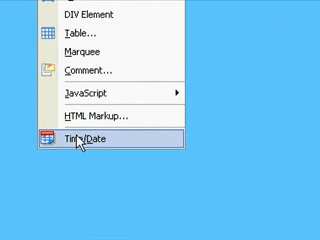 DIV Element
Table...
Marquee
Comment...
JavaScript
HTML Markup...
Time/Date